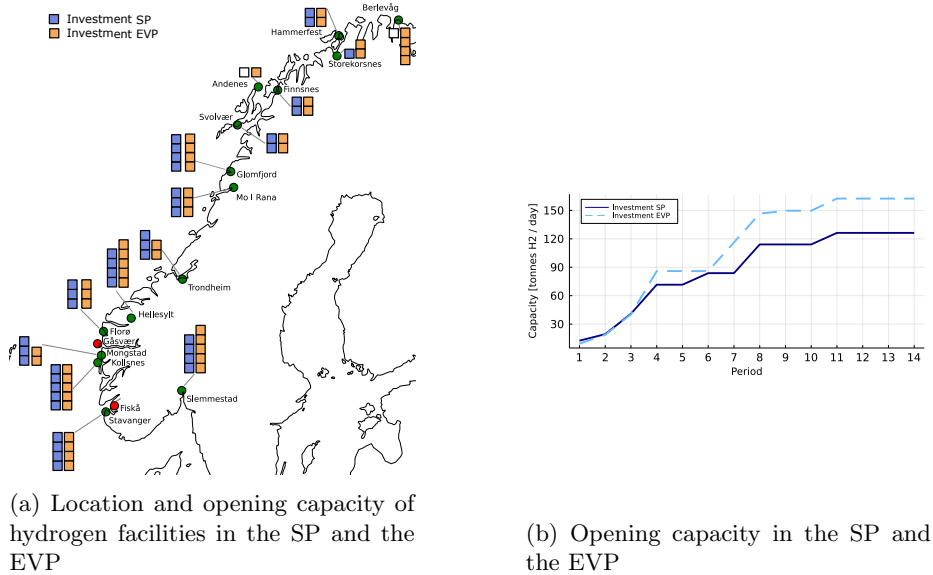 Investment SP
Investment EVP
Berlevåg
Hammerfest
Storekorsnes
Andenes
Finnsnes
Svolvær
Glomfjord
Mo I Rana
Trondheim
Hellesylt
Florø
Gåsvær
Mongstad
Kollsnes
Slemmestad
Fiskå
Stavanger
(a) Location and opening capacity of
hydrogen facilities in the SP and the
EVP
Capacity [tonnes H2 / day]
150
120
90
60
30
Investment SP
Investment EVP
1 2 3 4 5 6 7 8 9 10 11 12 13 14
Period
(b) Opening capacity in the SP and
the EVP